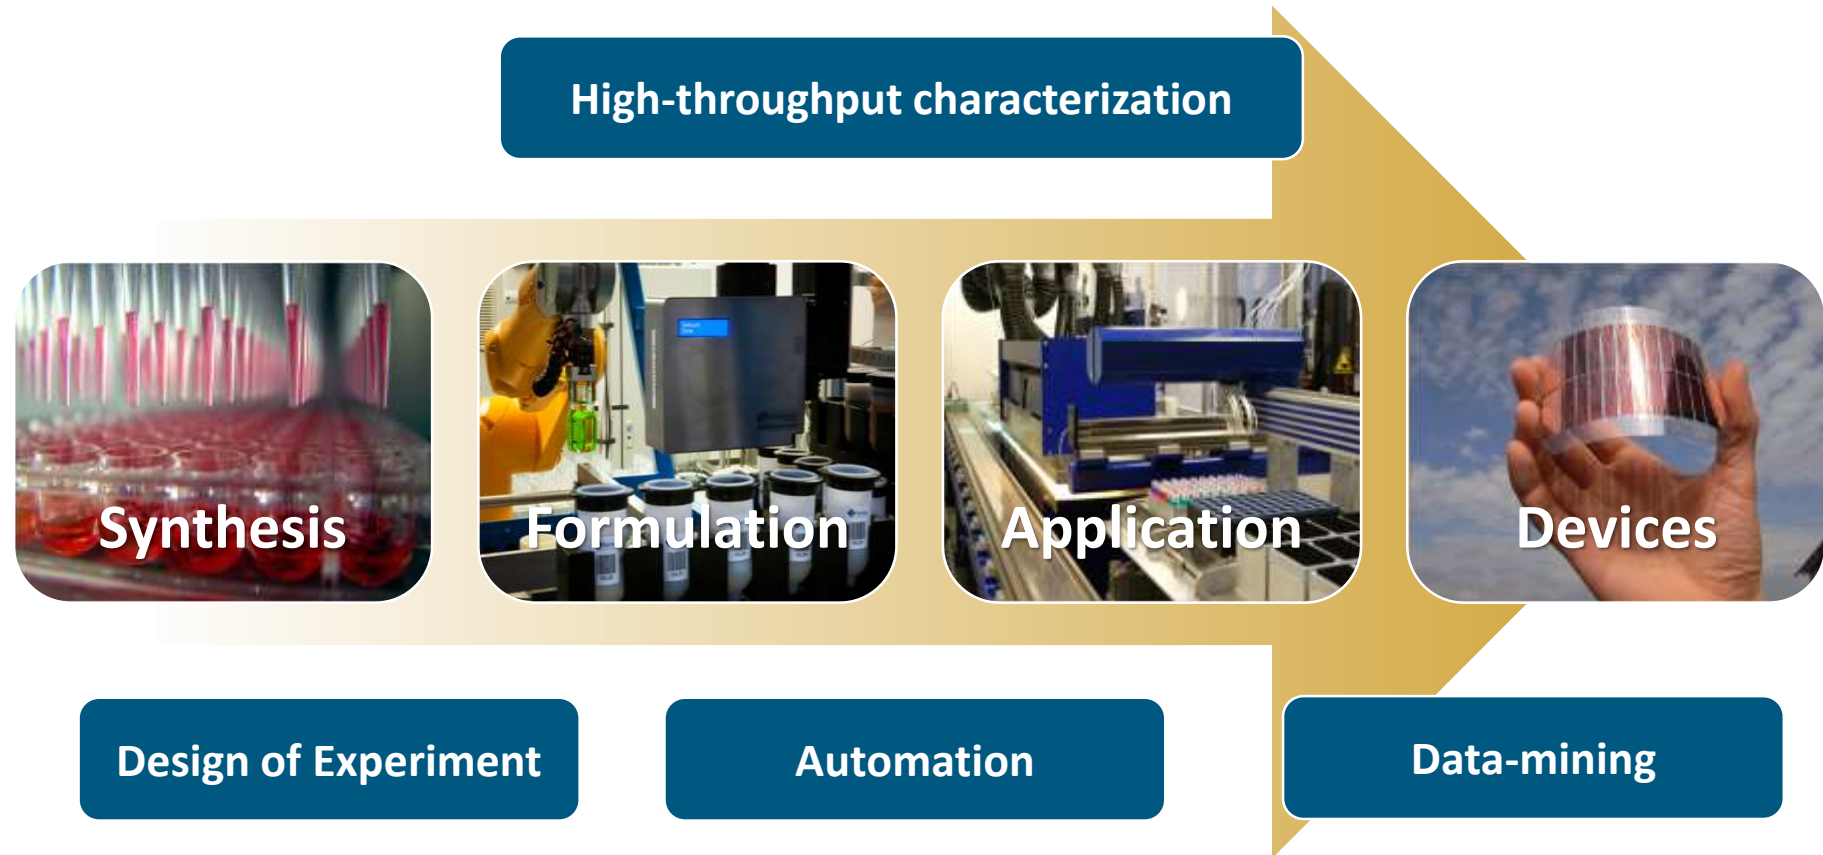 High-throughput characterization
Synthesis
Formulation
Application
Devices
Design of Experiment
Automation
Data-mining